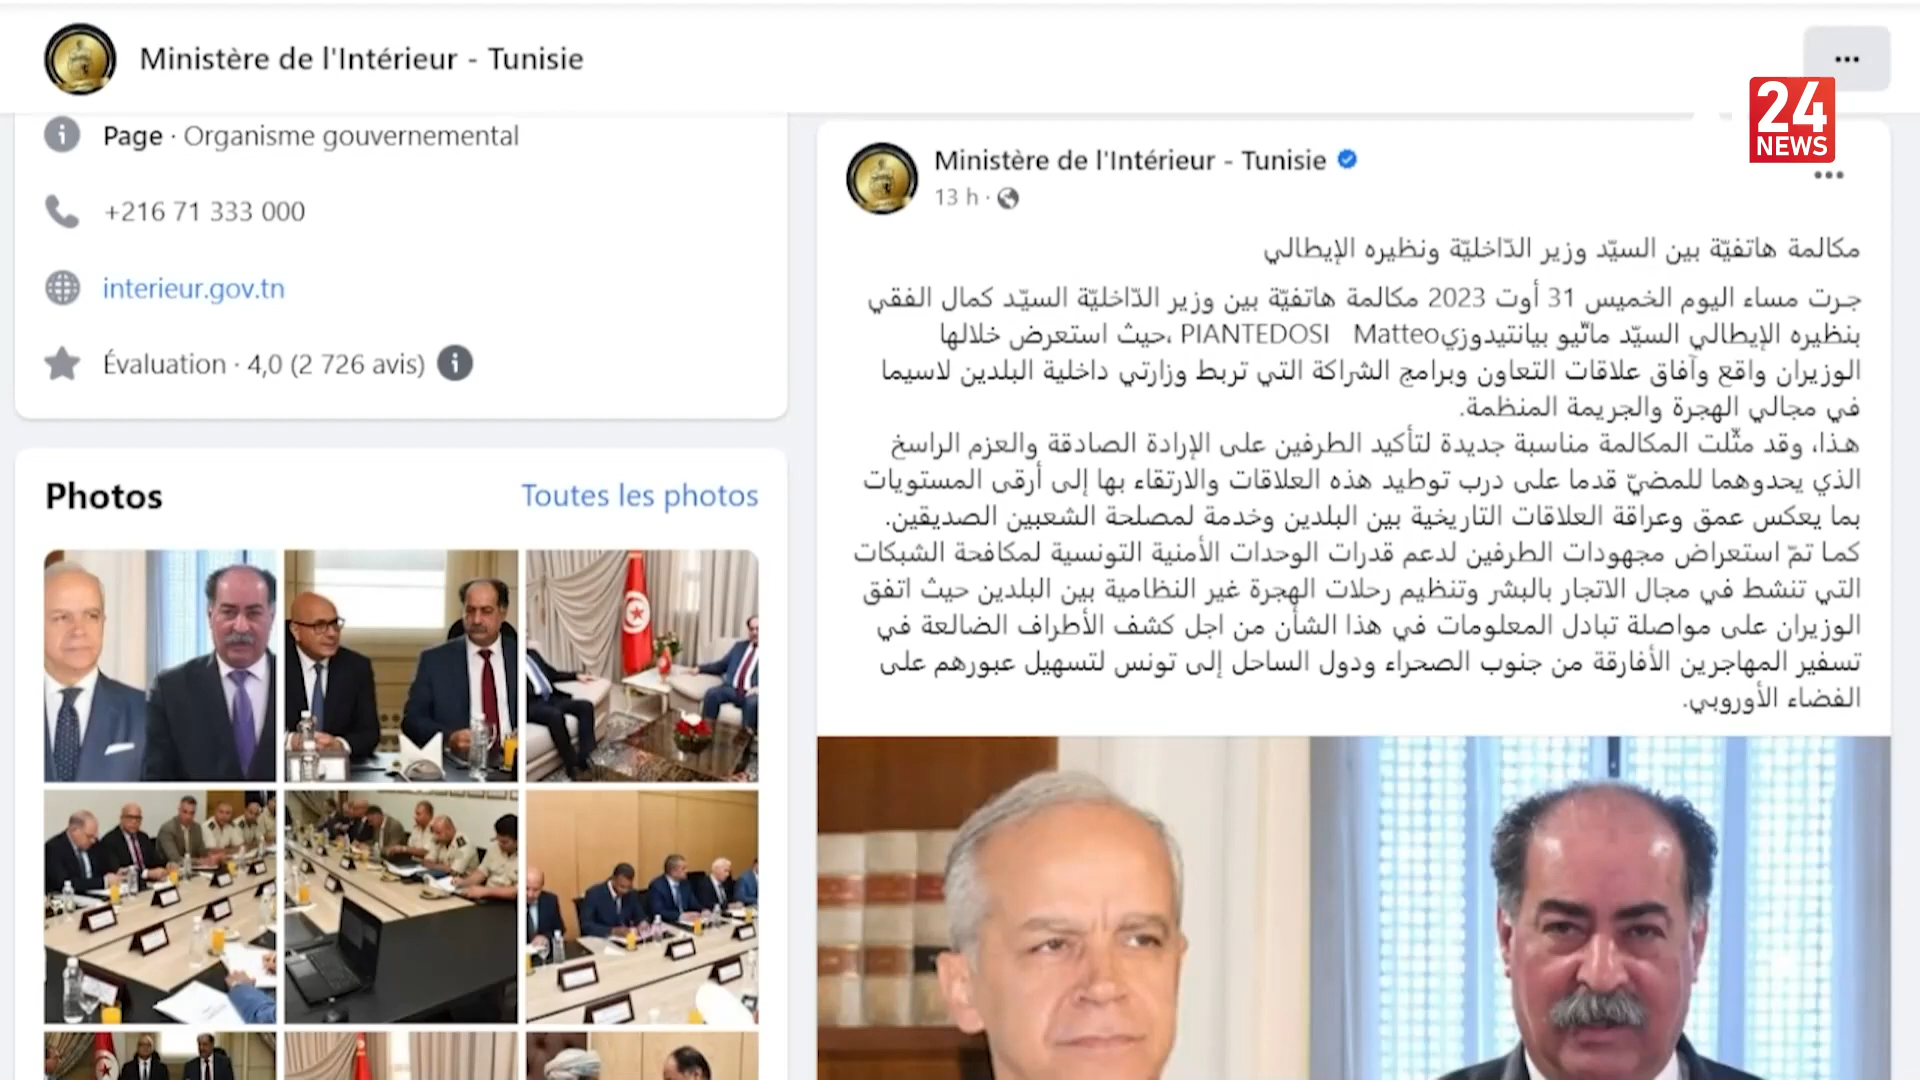 Ministère de l'Intérieur - Tunisie
...
24
NEWS
Page · Organisme gouvernemental
+216 71 333 000
interieur.gov.tn
Évaluation · 4,0 (2 726 avis)
Photos
Toutes les photos
Ministère de l'Intérieur - Tunisie
13 h ·
مكالمة هاتفيّة بين السيّد وزير الدّاخليّة ونظيره الإيطالي
جرت مساء اليوم الخميس 31 أوت 2023 مكالمة هاتفيّة بين وزير الدّاخليّة السيّد كمال الفقي
بنظيره الإيطالي السيّد ماتّيو بيانتيدوزيPIANTEDOSI Matteo ،حيث استعرض خلالها
الوزيران واقع وآفاق علاقات التعاون وبرامج الشراكة التي تربط وزارتي داخلية البلدين لاسيما
في مجالي الهجرة والجريمة المنظمة.
هذا، وقد مثّلت المكالمة مناسبة جديدة لتأكيد الطرفين على الإرادة الصادقة والعزم الراسخ
الذي يحدوهما للمضيّ قدما على درب توطيد هذه العلاقات والارتقاء بها إلى أرقى المستويات
بما يعكس عمق وعراقة العلاقات التاريخية بين البلدين وخدمة لمصلحة الشعبين الصديقين.
كما تمّ استعراض مجهودات الطرفين لدعم قدرات الوحدات الأمنية التونسية لمكافحة الشبكات
التي تنشط في مجال الاتجار بالبشر وتنظيم رحلات الهجرة غير النظامية بين البلدين حيث اتفق
الوزيران على مواصلة تبادل المعلومات في هذا الشأن من اجل كشف الأطراف الضالعة في
تسفير المهاجرين الأفارقة من جنوب الصحراء ودول الساحل إلى تونس لتسهيل عبورهم على
الفضاء الأوروبي.